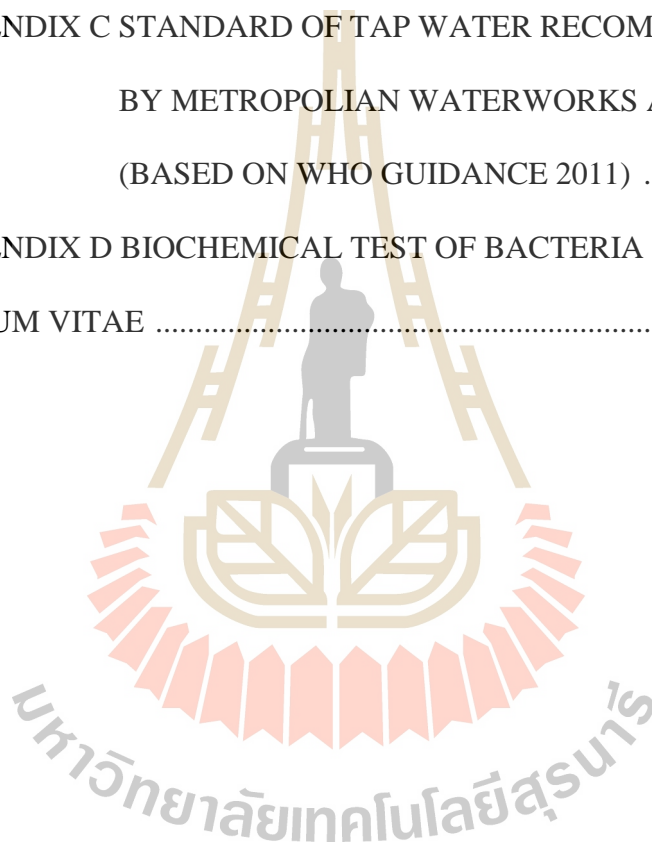 ENDIX C STANDARD OF TAP WATER RECOM
BY METROPOLIAN WATERWORKS A
(BASED ON WHO GUIDANCE 2011) .
ENDIX D BIOCHEMICAL TEST OF BACTERIA
UM VITAE ............................................................
มหาวิทยาลัยเทคโนโลยีสุรนารี